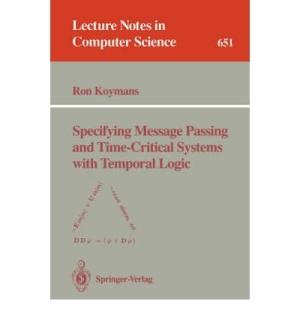 Lecture Notes in
Computer Science
651
Ron Koymans
Specifying Message Passing
and Time-Critical Systems
with Temporal Logic
Springer-Verlag